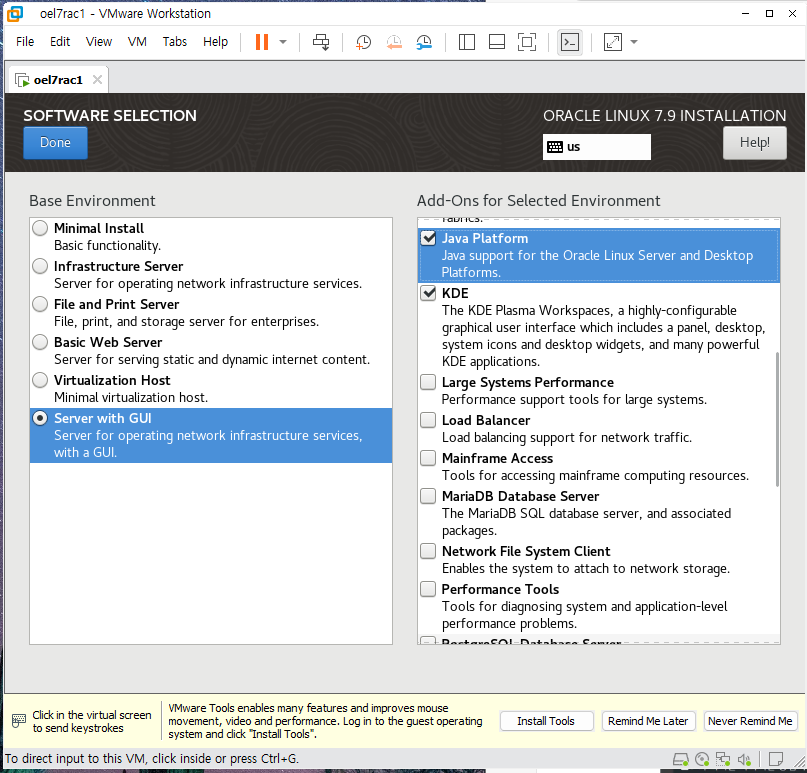 oel7rac1 - VMware Workstation
File Edit View VM Tabs Help
oel7rac1
SOFTWARE SELECTION
Done
ORACLE LINUX 7.9 INSTALLATION
us
Help!
Base Environment
Minimal Install
Basic functionality.
Infrastructure Server
Server for operating network infrastructure services.
File and Print Server
File, print, and storage server for enterprises.
Basic Web Server
Server for serving static and dynamic internet content.
Virtualization Host
Minimal virtualization host.
Server with GUI
Server for operating network infrastructure services,
with a GUI.
Add-Ons for Selected Environment
fabrics.
Java Platform
Java support for the Oracle Linux Server and Desktop
Platforms.
KDE
The KDE Plasma Workspaces, a highly-configurable
graphical user interface which includes a panel, desktop,
system icons and desktop widgets, and many powerful
KDE applications.
Large Systems Performance
Performance support tools for large systems.
Load Balancer
Load balancing support for network traffic.
Mainframe Access
Tools for accessing mainframe computing resources.
MariaDB Database Server
The MariaDB SQL database server, and associated
packages.
Network File System Client
Enables the system to attach to network storage.
Performance Tools
Tools for diagnosing system and application-level
performance problems.
PostgreSQL Database Server
Click in the virtual screen
to send keystrokes
VMware Tools enables many features and improves mouse
movement, video and performance. Log in to the guest operating
system and click "Install Tools".
Install Tools
Remind Me Later
Never Remind Me
To direct input to this VM, click inside or press Ctrl+G.